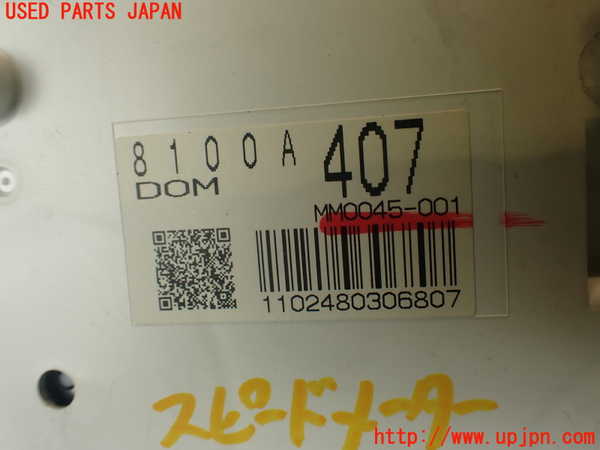 USED PARTS JAPAN
8100A 407
DOM
MM0045-001
1102480306807
スピードメーター
http://www.upjpn.com/